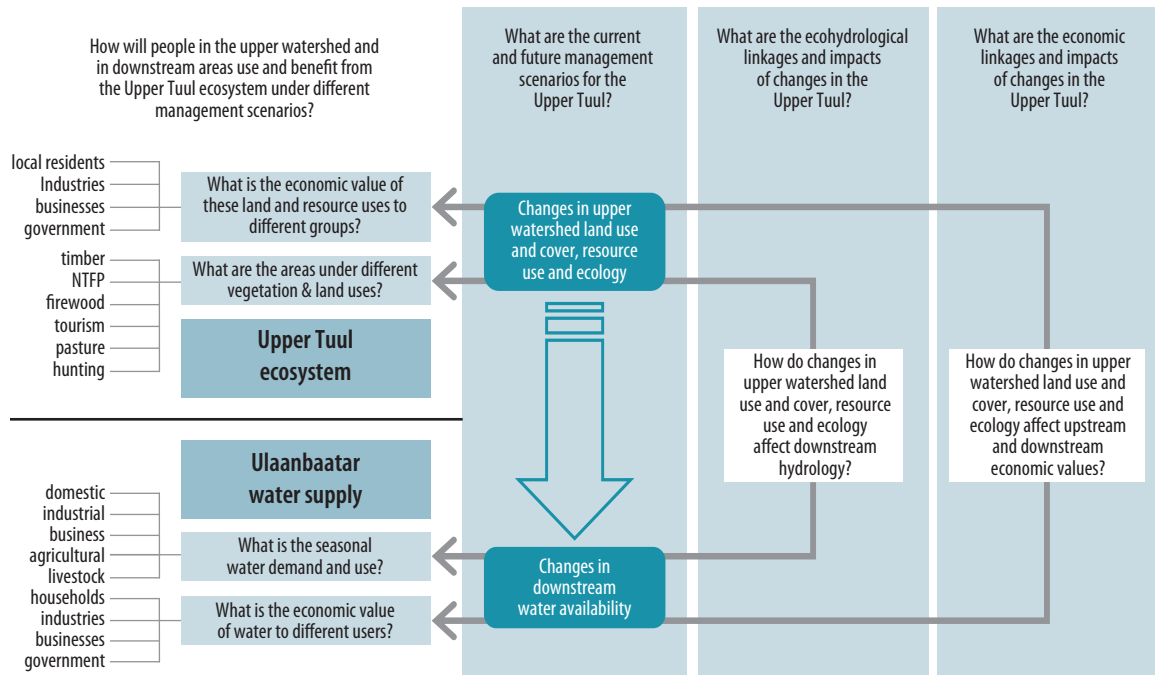 How will people in the upper watershed and
in downstream areas use and benefit from
the Upper Tuul ecosystem under different
management scenarios?
What are the current
and future management
scenarios for the
Upper Tuul?
What are the ecohydrological
linkages and impacts
of changes in the
Upper Tuul?
What are the economic
linkages and impacts
of changes in the
Upper Tuul?
local residents
Industries
businesses
government
What is the economic value of
these land and resource uses to
different groups?
Changes in upper
watershed land use
and cover, resource
use and ecology
timber
NTFP
firewood
tourism
pasture
hunting
What are the areas under different
vegetation & land uses?
Upper Tuul
ecosystem
How do changes in
upper watershed land
use and cover, resource
use and ecology
affect downstream
hydrology?
How do changes in upper
watershed land use and
cover, resource use and
ecology affect upstream
and downstream
economic values?
Ulaanbaatar
water supply
domestic
industrial
business
agricultural
livestock
What is the seasonal
water demand and use?
Changes in
downstream
water availability
households
industries
businesses
government
What is the economic value
of water to different users?